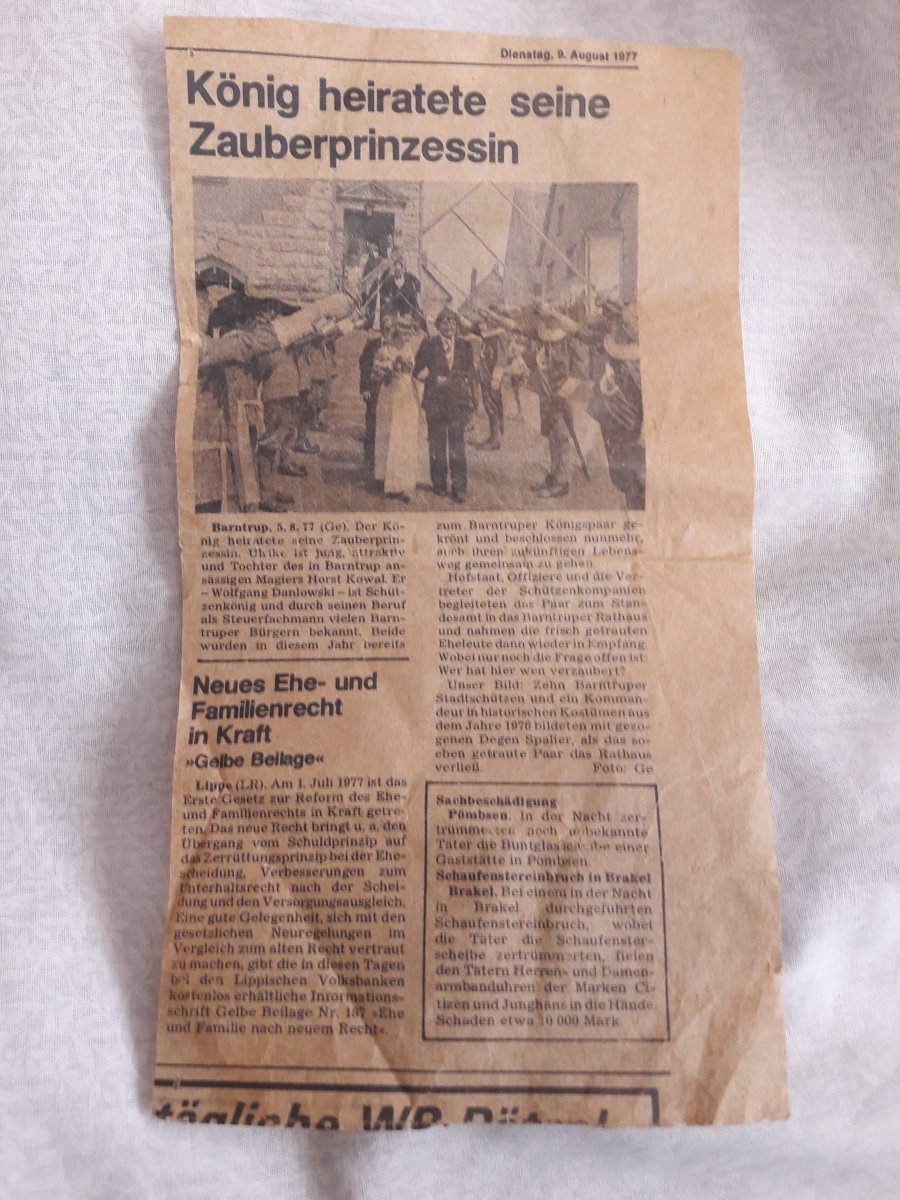 Dienstag, 9. August 1977
König heiratete seine
Zauberprinzessin
Barntrup, 5. 8. 77 (Ge). Der Kö-
nig heiratete seine Zauberprin-
zessin. Ulrike ist jung, attraktiv
und Tochter des in Barntrup an-
sässigen Magiers Horst Kowal. Er
– Wolfgang Danlowski – ist Schüt-
zenkönig und durch seinen Beruf
als Steuerfachmann vielen Barn-
truper Bürgern bekannt. Beide
wurden in diesem Jahr bereits
zum Barntruper Königspaar ge-
krönt und beschlossen nunmehr,
auch ihren zukünftigen Lebens-
weg gemeinsam zu gehen.
Hofstaat, Offiziere und die Ver-
treter der Schützenkompanien
begleiteten das Paar zum Stan-
desamt in das Barntruper Rathaus
und nahmen die frisch getrauten
Eheleute dann wieder in Empfang.
Wobei nur noch die Frage offen ist:
Wer hat hier wen verzaubert?
Unser Bild: Zehn Barntruper
Stadtschützen und ein Komman-
deur in historischen Kostümen aus
dem Jahre 1976 bildeten mit gezo-
genen Degen Spalier, als das so-
eben getraute Paar das Rathaus
verließ. Foto: Ge
Neues Ehe- und
Familienrecht
in Kraft
»Gelbe Beilage«
Lippe (LR). Am 1. Juli 1977 ist das
Erste Gesetz zur Reform des Ehe-
und Familienrechts in Kraft getre-
ten. Das neue Recht bringt u. a. den
Übergang vom Schuldprinzip auf
das Zerrüttungsprinzip bei der Ehe-
scheidung, Verbesserungen zum
Unterhaltsrecht nach der Schei-
dung und den Versorgungsausgleich.
Eine gute Gelegenheit, sich mit den
gesetzlichen Neuregelungen im
Vergleich zum alten Recht vertraut
zu machen, gibt die in diesen Tagen
bei den Lippischen Volksbanken
kostenlos erhältliche Informations-
schrift Gelbe Beilage Nr. 187 »Ehe
und Familie nach neuem Recht«.
Sachbeschädigung
Pömbsen. In der Nacht zer-
trümmerten noch unbekannte
Täter die Buntglasscheibe einer
Gaststätte in Pömbsen.
Schaufenstereinbruch in Brakel
Brakel. Bei einem in der Nacht
in Brakel durchgeführten
Schaufenstereinbruch, wobei
die Täter die Schaufenster-
scheibe zertrümmerten, fielen
den Tätern Herren- und Damen-
armbanduhren der Marken Ci-
tizen und Junghans in die Hände.
Schaden etwa 10 000 Mark.
tägliche